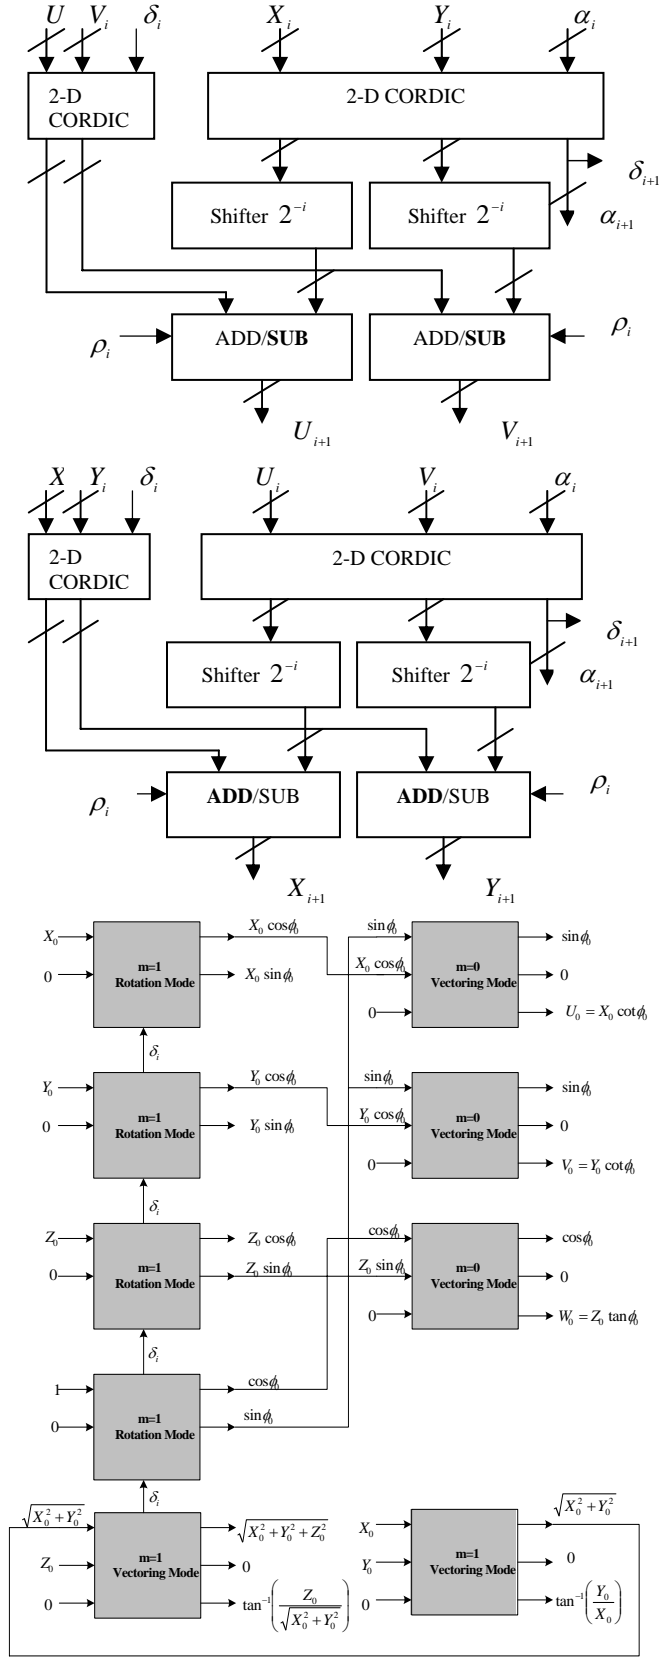 U V_i δ_i X_i Y_i α_i
2-D CORDIC
2-D
CORDIC
δ_{i+1}
Shifter 2^{-i} Shifter 2^{-i}
α_{i+1}
ρ_i ADD/SUB ADD/SUB ρ_i
U_{i+1} V_{i+1}
X Y_i δ_i U_i V_i α_i
2-D CORDIC
2-D
CORDIC
δ_{i+1}
Shifter 2^{-i} Shifter 2^{-i}
α_{i+1}
ρ_i ADD/SUB ADD/SUB ρ_i
X_{i+1} Y_{i+1}
X_0 X_0 cosϕ_0 sinϕ_0 sinϕ_0
m=1 m=0
Rotation Mode Vectoring Mode
0 X_0 sinϕ_0 X_0 cosϕ_0 0
0 U_0 = X_0 cotϕ_0
δ_i
Y_0 Y_0 cosϕ_0 sinϕ_0 sinϕ_0
m=1 m=0
Rotation Mode Vectoring Mode
0 Y_0 sinϕ_0 Y_0 cosϕ_0 0
0 V_0 = Y_0 cotϕ_0
δ_i
Z_0 Z_0 cosϕ_0 cosϕ_0 cosϕ_0
m=1 m=0
Rotation Mode Vectoring Mode
0 Z_0 sinϕ_0 Z_0 sinϕ_0 0
0 W_0 = Z_0 tanϕ_0
δ_i
1 cosϕ_0
m=1
Rotation Mode
0 sinϕ_0
δ_i
√(X_0^2+Y_0^2) √(X_0^2+Y_0^2+Z_0^2) X_0 √(X_0^2+Y_0^2)
m=1 m=1
Vectoring Mode Vectoring Mode
Z_0 0 Y_0 0
0 tan^{-1}(Z_0/√(X_0^2+Y_0^2)) 0 tan^{-1}(Y_0/X_0)